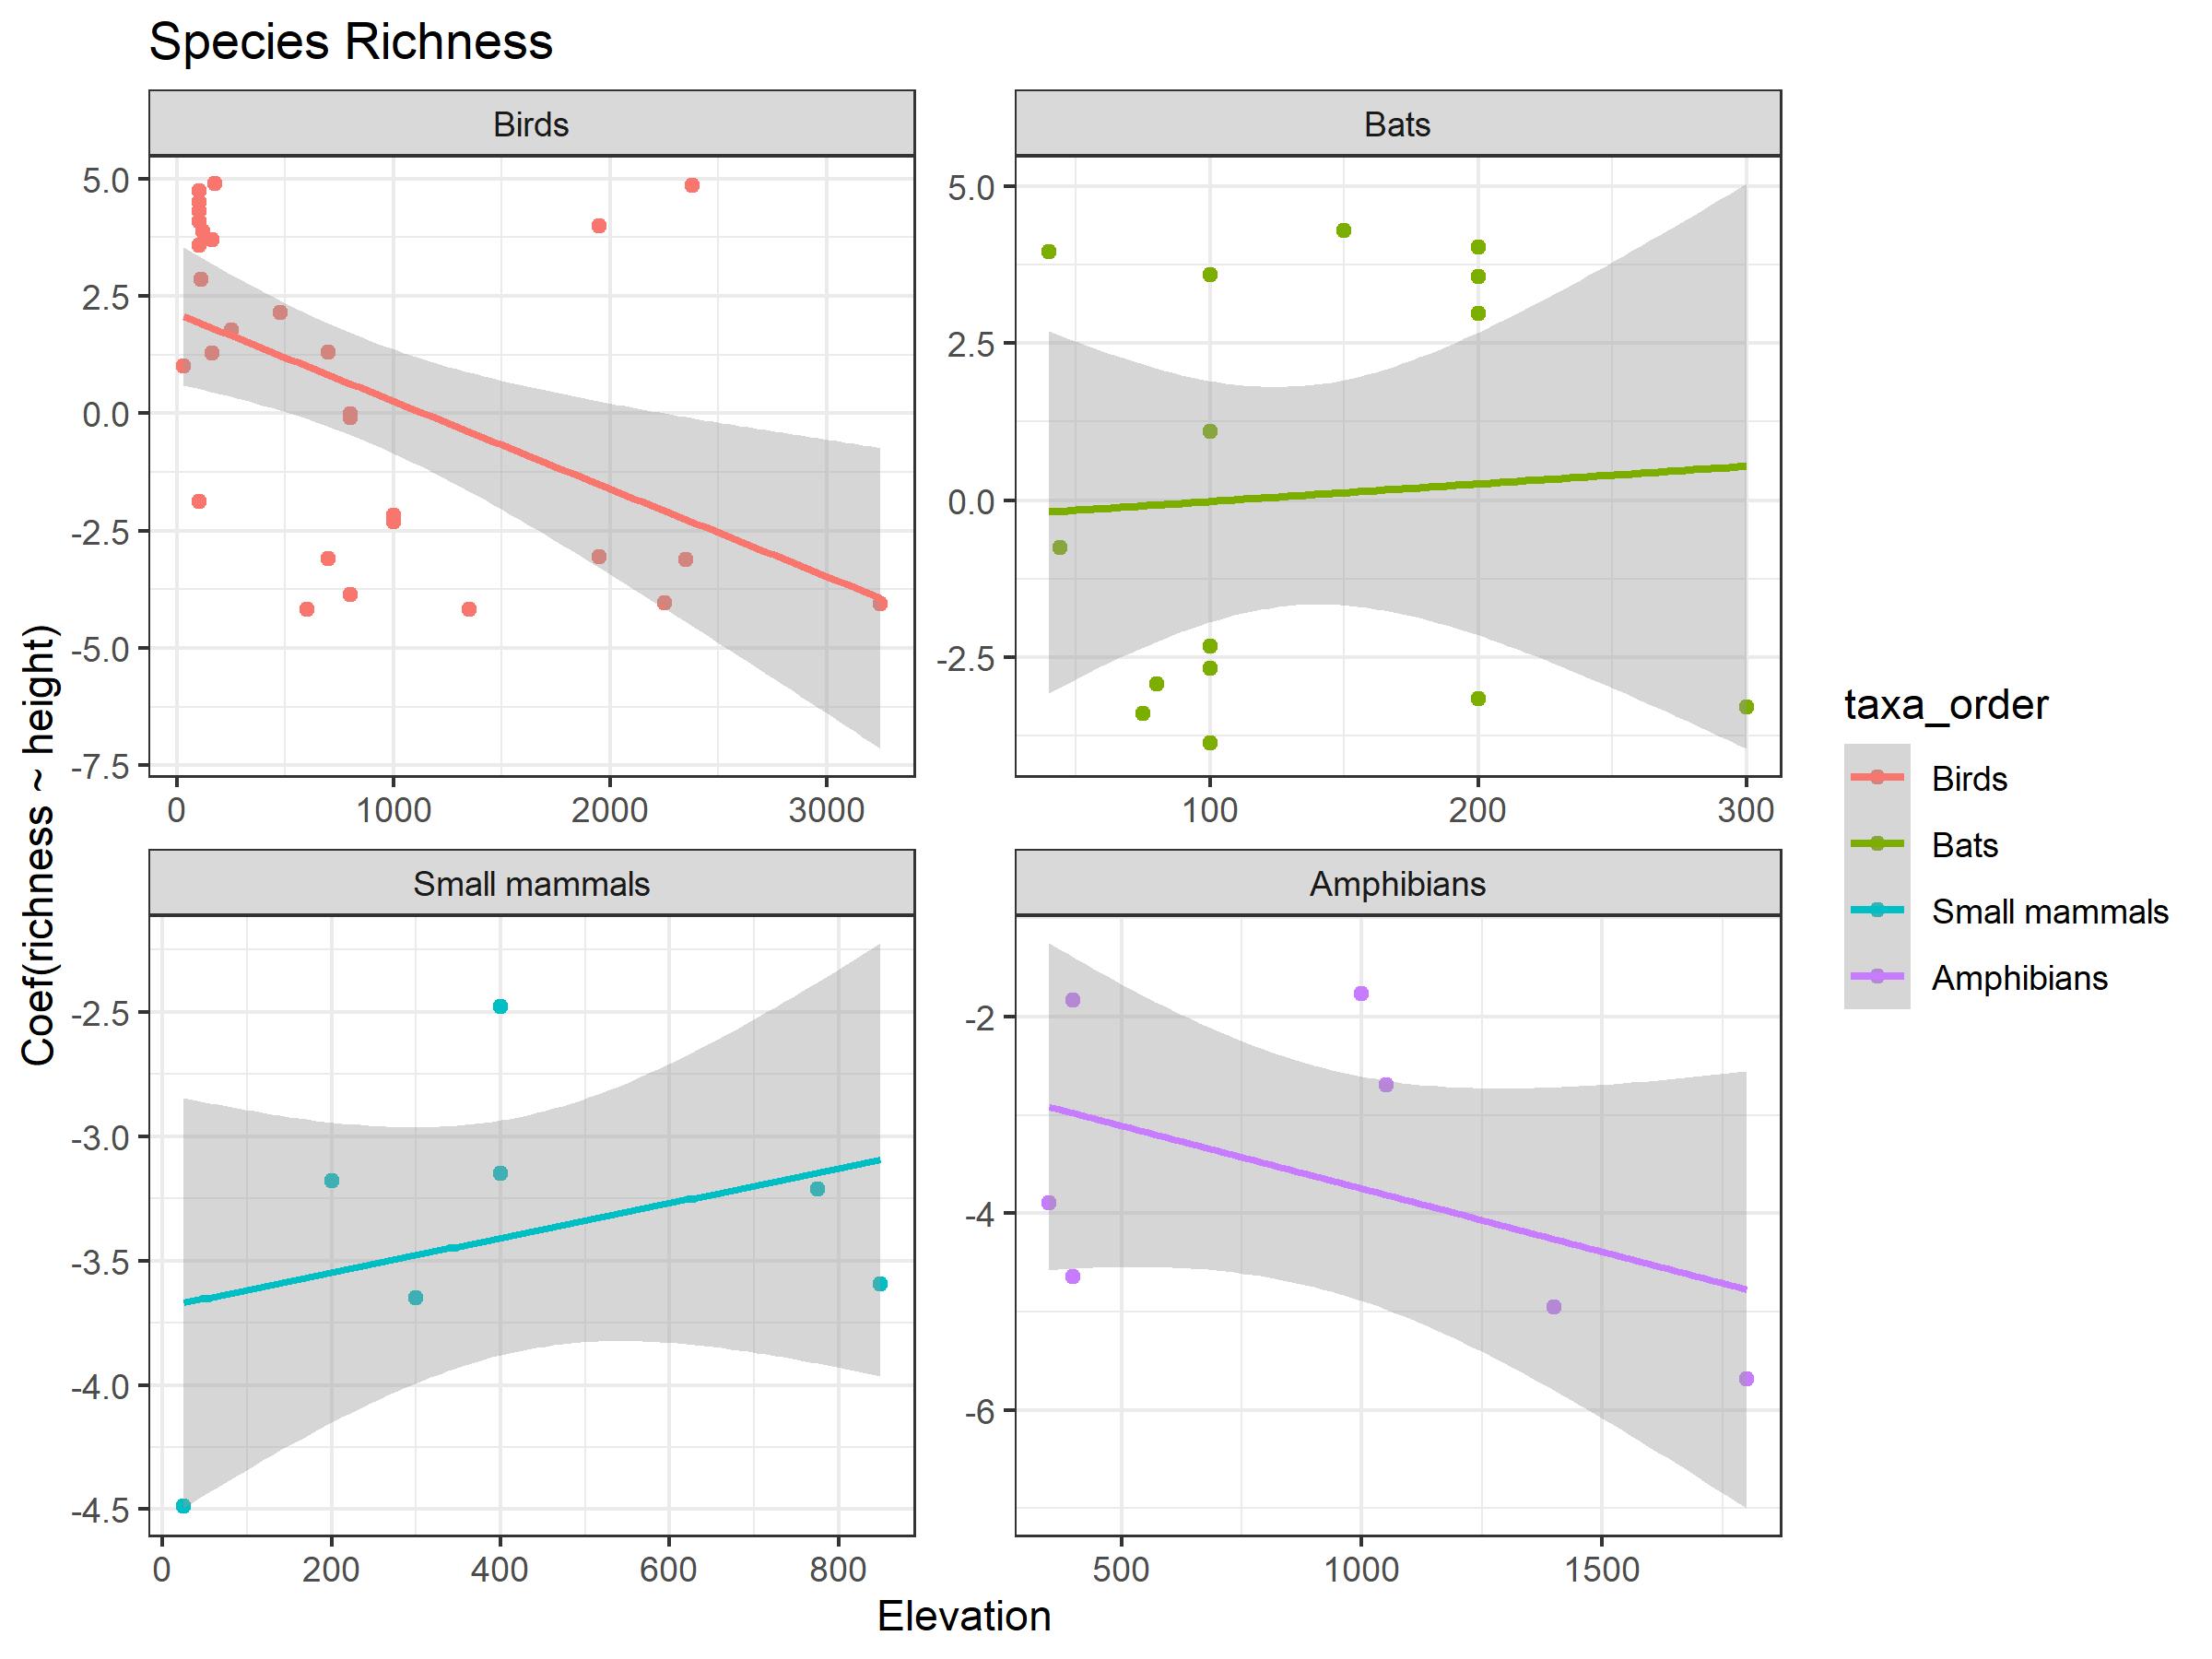 Species Richness
Birds
Bats
5.0
2.5
0.0
-2.5
-5.0
-7.5
0 1000 2000 3000
5.0
2.5
0.0
-2.5
100 200 300
Small mammals
Amphibians
-2.5
-3.0
-3.5
-4.0
-4.5
0 200 400 600 800
-2
-4
-6
500 1000 1500
Coef(richness ~ height)
Elevation
taxa_order
Birds
Bats
Small mammals
Amphibians